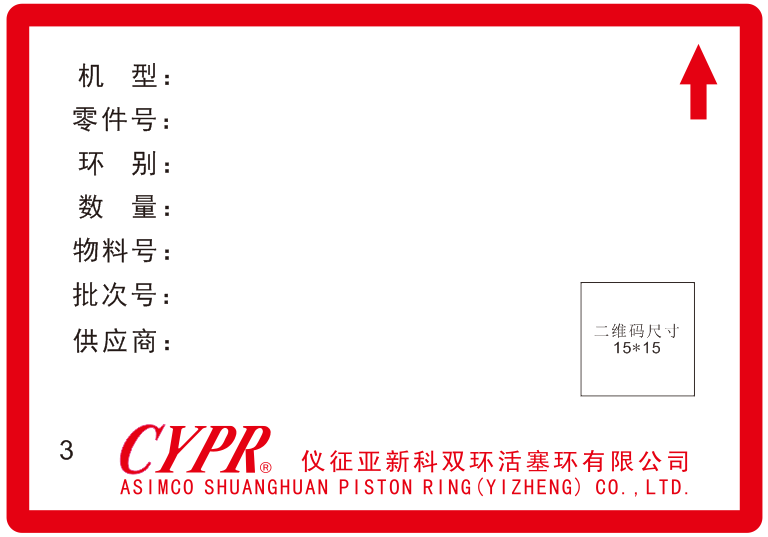 机 型：
零件号：
环 别：
数 量：
物料号：
批次号：
供应商：
二维码尺寸
15*15
3
CYPR® 仪征亚新科双环活塞环有限公司
ASIMCO SHUANGHUAN PISTON RING(YIZHENG) CO.,LTD.